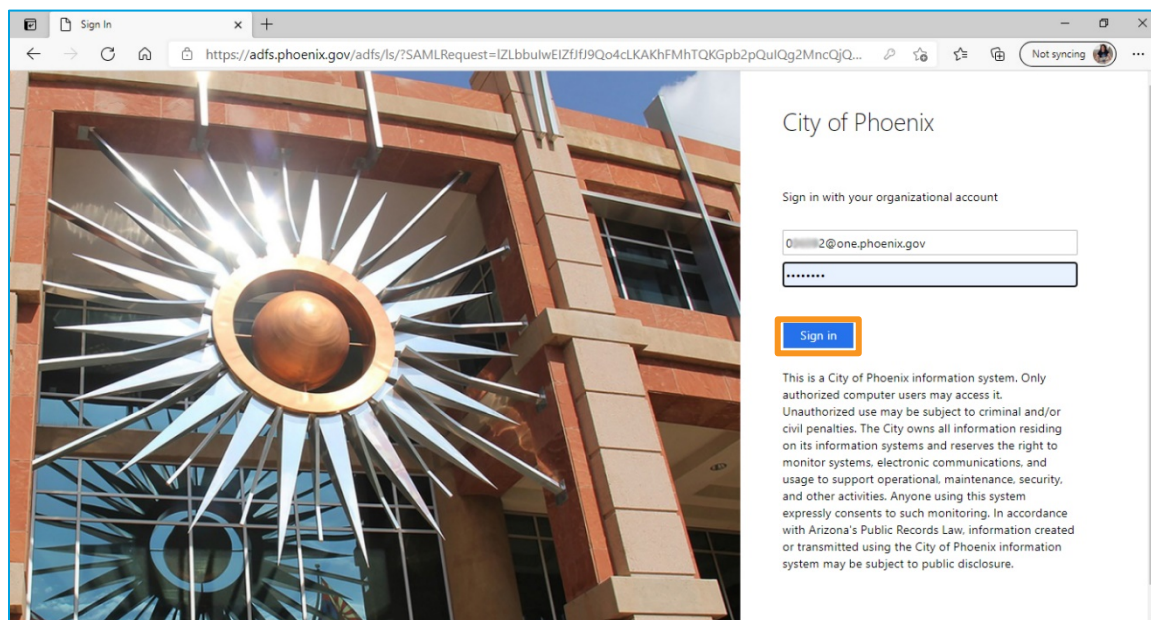 Sign In
https://adfs.phoenix.gov/adfs/ls/?SAMLRequest=lZLbbulwEIZfJfJ9Qo4cLKAKhFMhTQKGpb2pQulQg2MncQjQ...
Not syncing
City of Phoenix
Sign in with your organizational account
2@one.phoenix.gov
Sign in
This is a City of Phoenix information system. Only
authorized computer users may access it.
Unauthorized use may be subject to criminal and/or
civil penalties. The City owns all information residing
on its information systems and reserves the right to
monitor systems, electronic communications, and
usage to support operational, maintenance, security,
and other activities. Anyone using this system
expressly consents to such monitoring. In accordance
with Arizona's Public Records Law, information created
or transmitted using the City of Phoenix information
system may be subject to public disclosure.